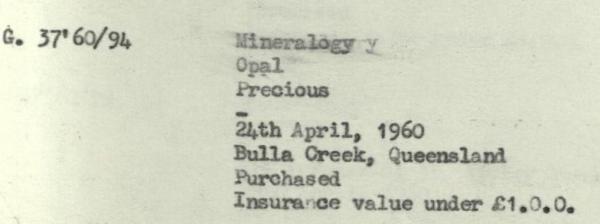 G. 37'60/94 Mineralogy y
Opal
Precious
-
24th April, 1960
Bulla Creek, Queensland
Purchased
Insurance value under £1.0.0.